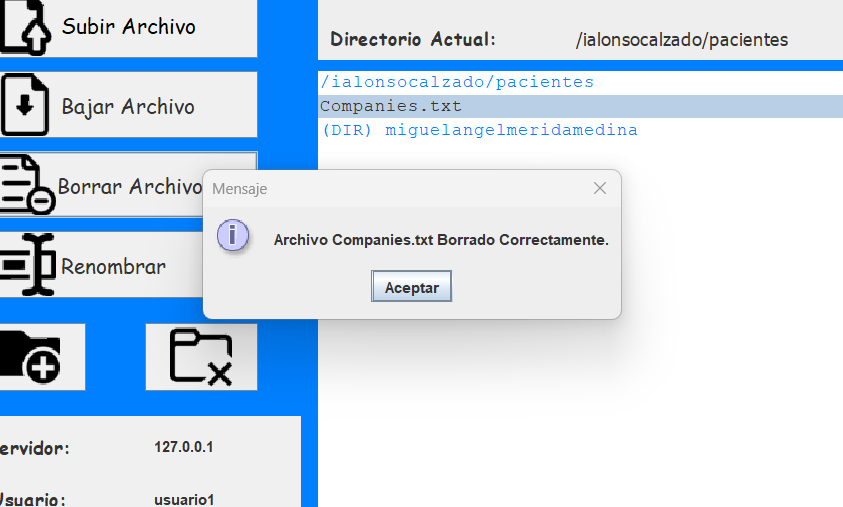 Subir Archivo
Directorio Actual:
/ialonsocalzado/pacientes
Bajar Archivo
/ialonsocalzado/pacientes
Companies.txt
(DIR) miguelangelmeridamedina
Borrar Archivo
Mensaje
Archivo Companies.txt Borrado Correctamente.
Aceptar
Renombrar
ervidor:
127.0.0.1
Usuario:
usuario1